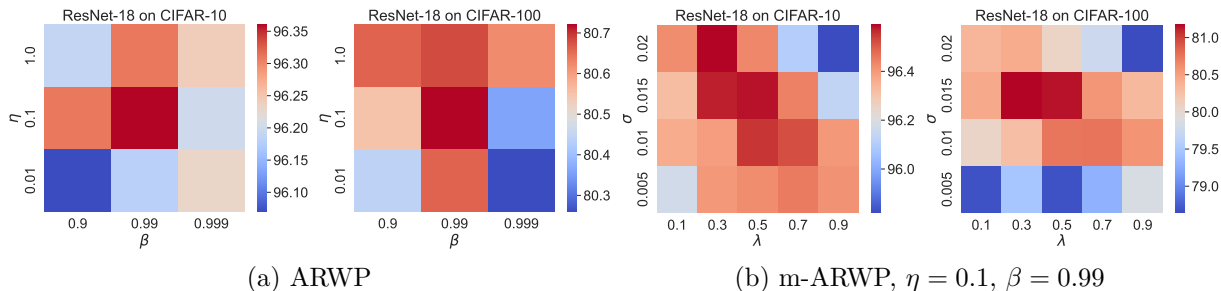 ResNet-18 on CIFAR-10
1.0
0.1
0.01
η
0.9 0.99 0.999
β
96.35
96.30
96.25
96.20
96.15
96.10
ResNet-18 on CIFAR-100
1.0
0.1
0.01
η
0.9 0.99 0.999
β
80.7
80.6
80.5
80.4
80.3
(a) ARWP
ResNet-18 on CIFAR-10
0.02
0.015
0.01
0.005
σ
0.1 0.3 0.5 0.7 0.9
λ
96.4
96.2
96.0
ResNet-18 on CIFAR-100
0.02
0.015
0.01
0.005
σ
0.1 0.3 0.5 0.7 0.9
λ
81.0
80.5
80.0
79.5
79.0
(b) m-ARWP, η = 0.1, β = 0.99